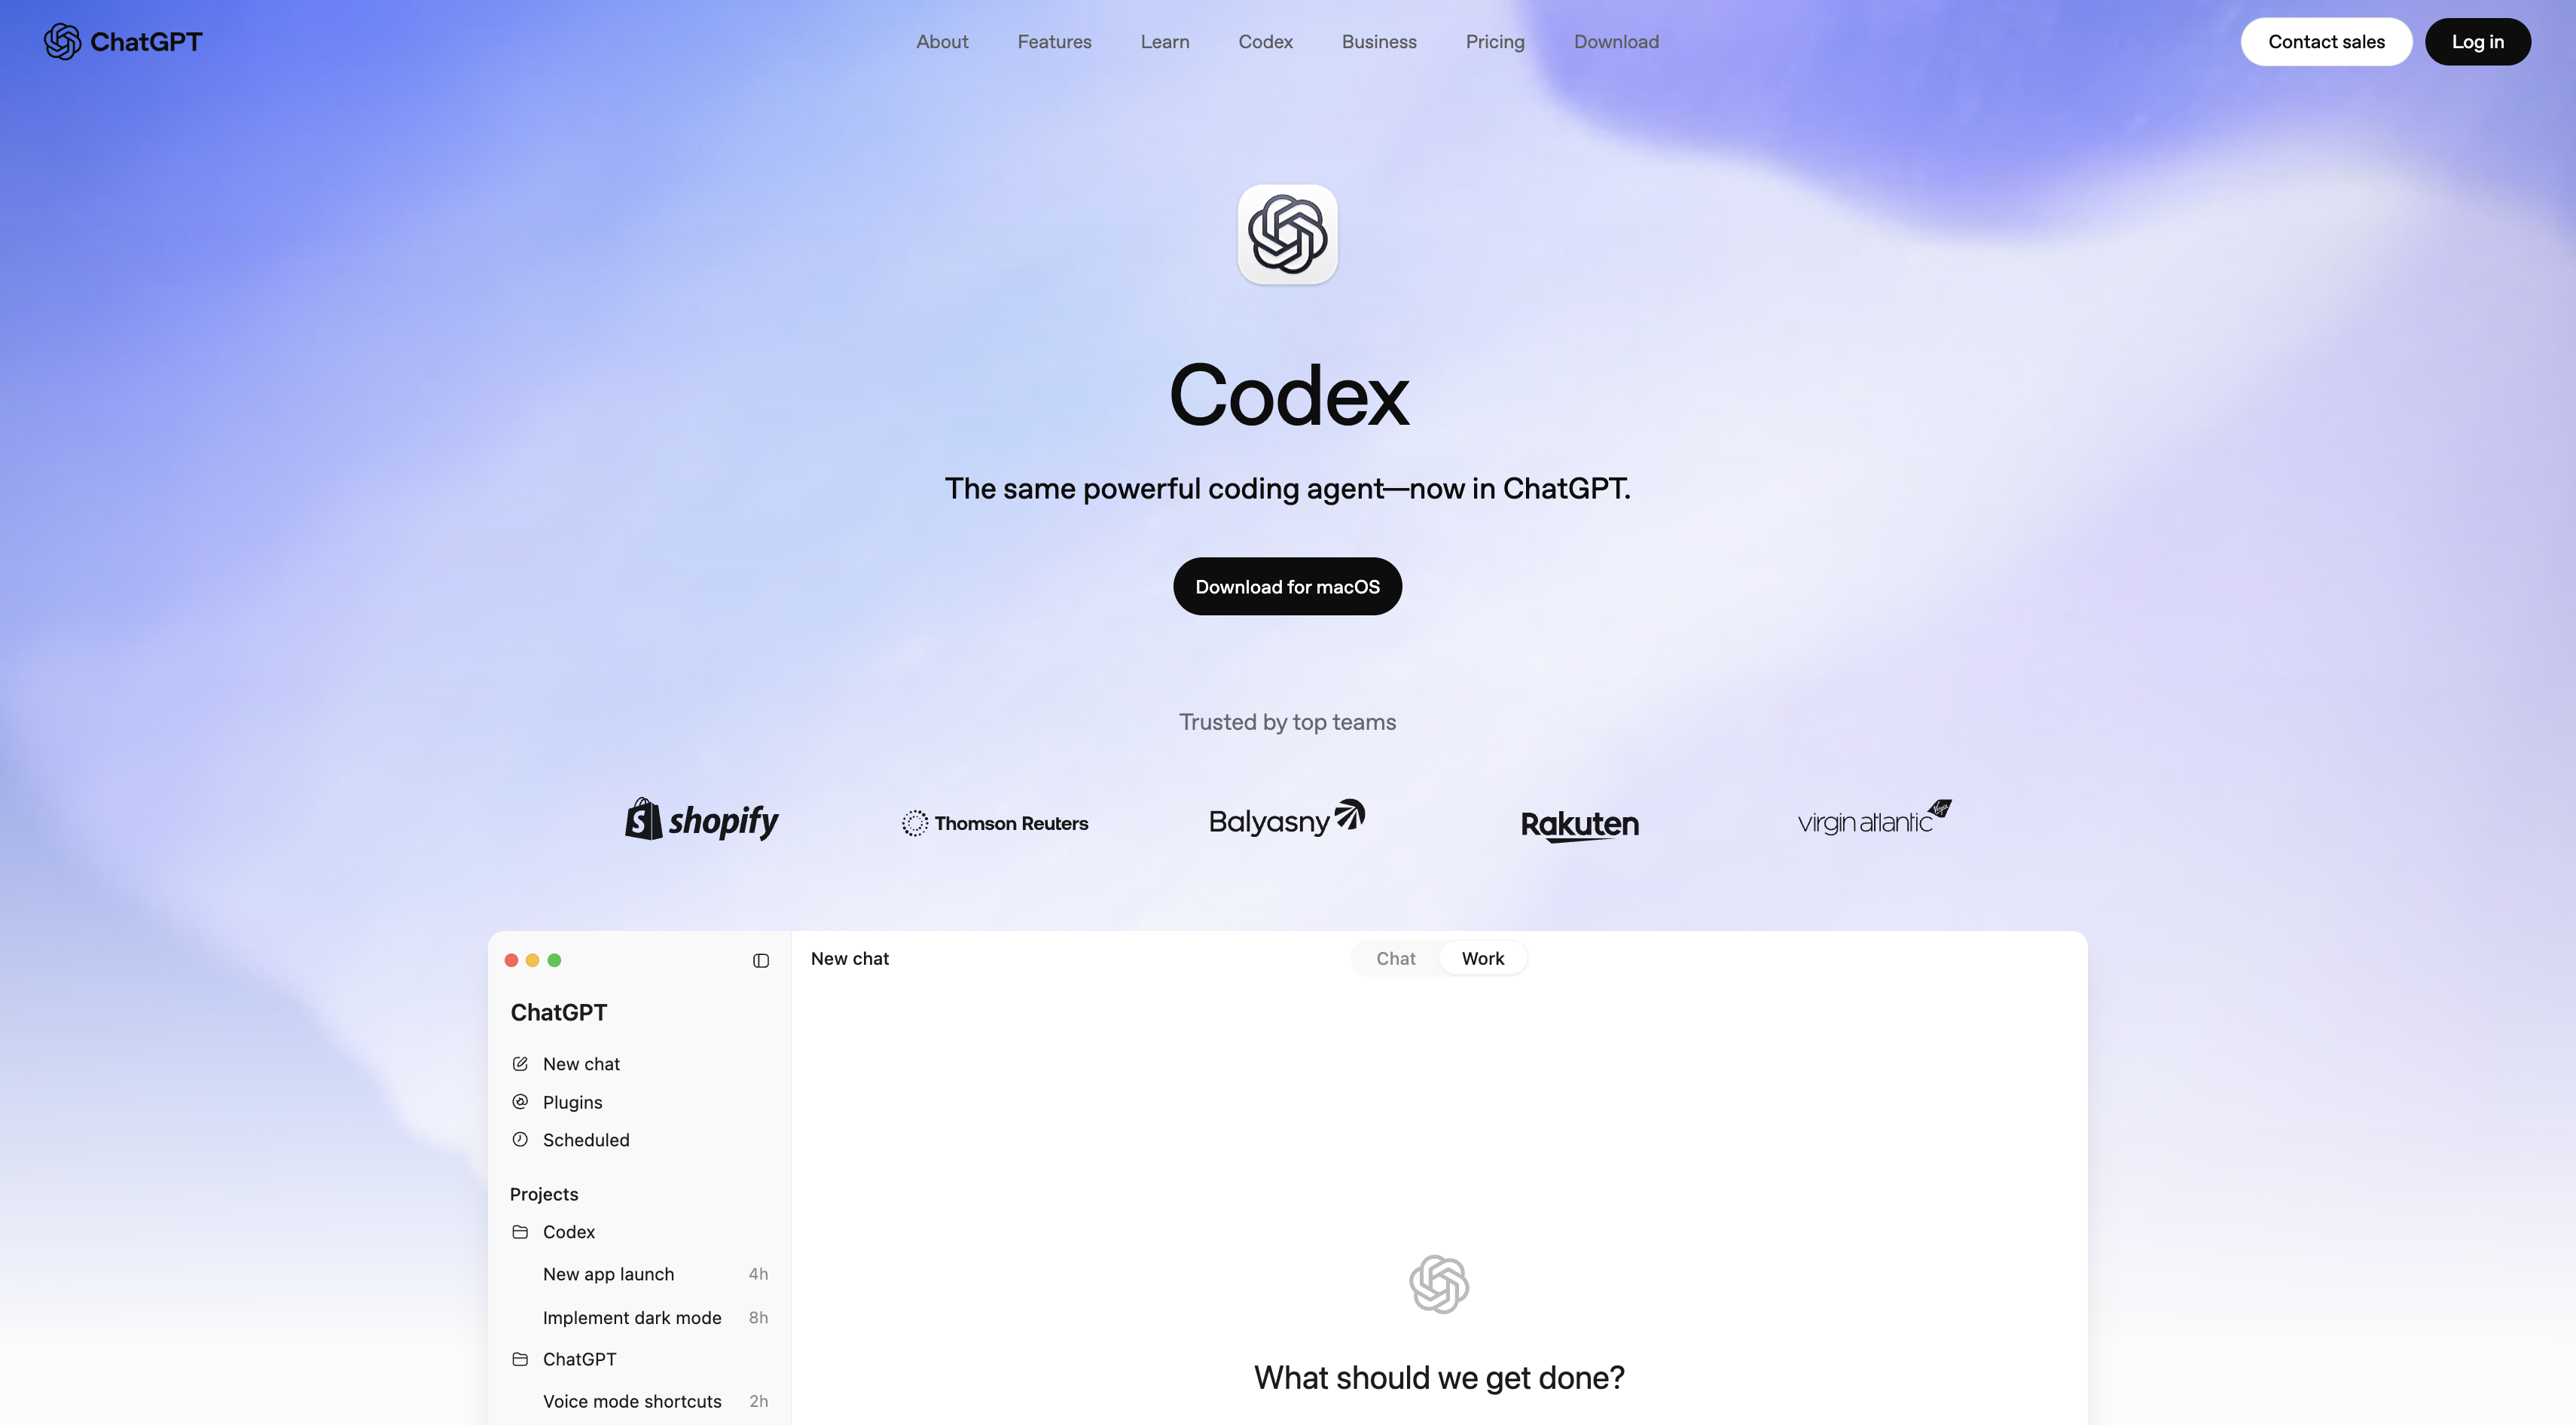 ChatGPT
About Features Learn Codex Business Pricing Download
Contact sales Log in
Codex
The same powerful coding agent—now in ChatGPT.
Download for macOS
Trusted by top teams
shopify
Thomson Reuters
Balyasny
Rakuten
virgin atlantic
New chat
Chat Work
ChatGPT
New chat
Plugins
Scheduled
Projects
Codex
New app launch 4h
Implement dark mode 8h
ChatGPT
Voice mode shortcuts 2h
What should we get done?